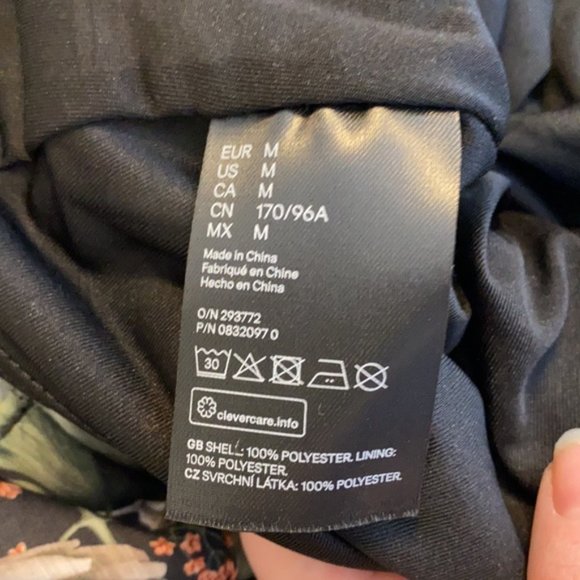 EUR M
US M
CA M
CN 170/96A
MX M
Made in China
Fabriqué en Chine
Hecho en China
O/N 293772
P/N 0832097 0
30
clevercare.info
GB SHELL: 100% POLYESTER. LINING:
100% POLYESTER.
CZ SVRCHNÍ LÁTKA: 100% POLYESTER.